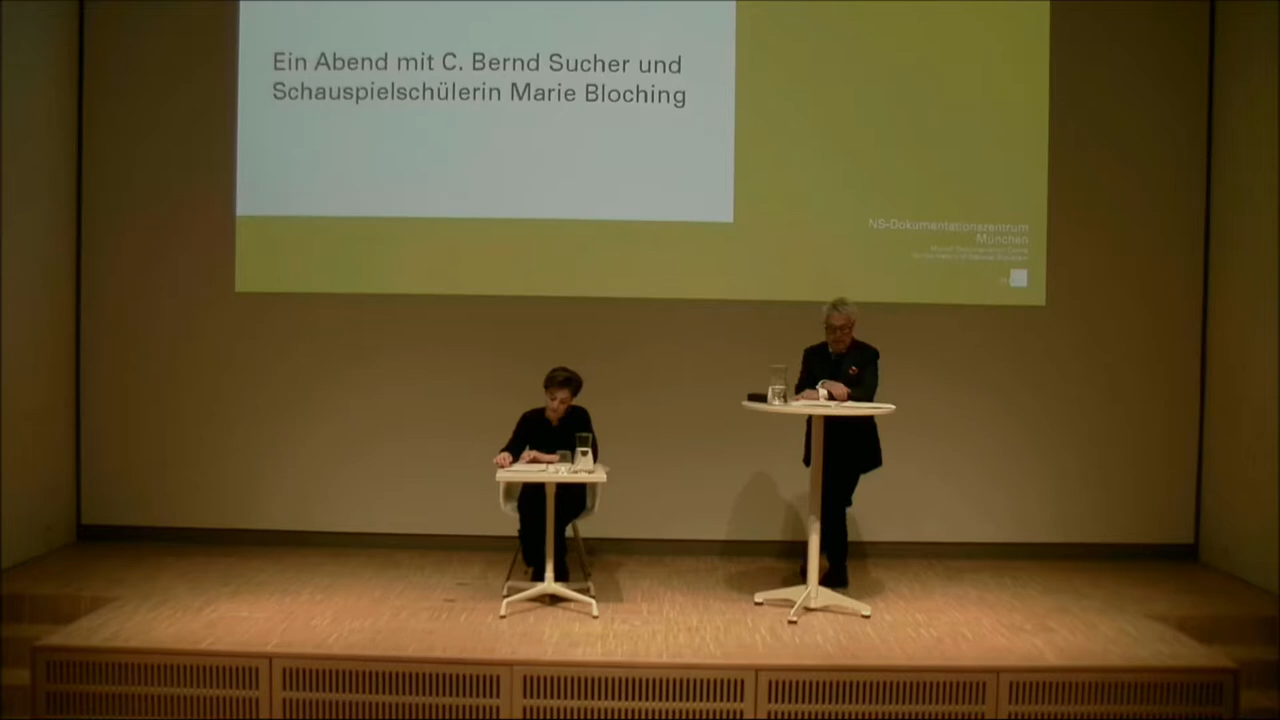 Ein Abend mit C. Bernd Sucher und
Schauspielschülerin Marie Bloching
NS-Dokumentationszentrum
München